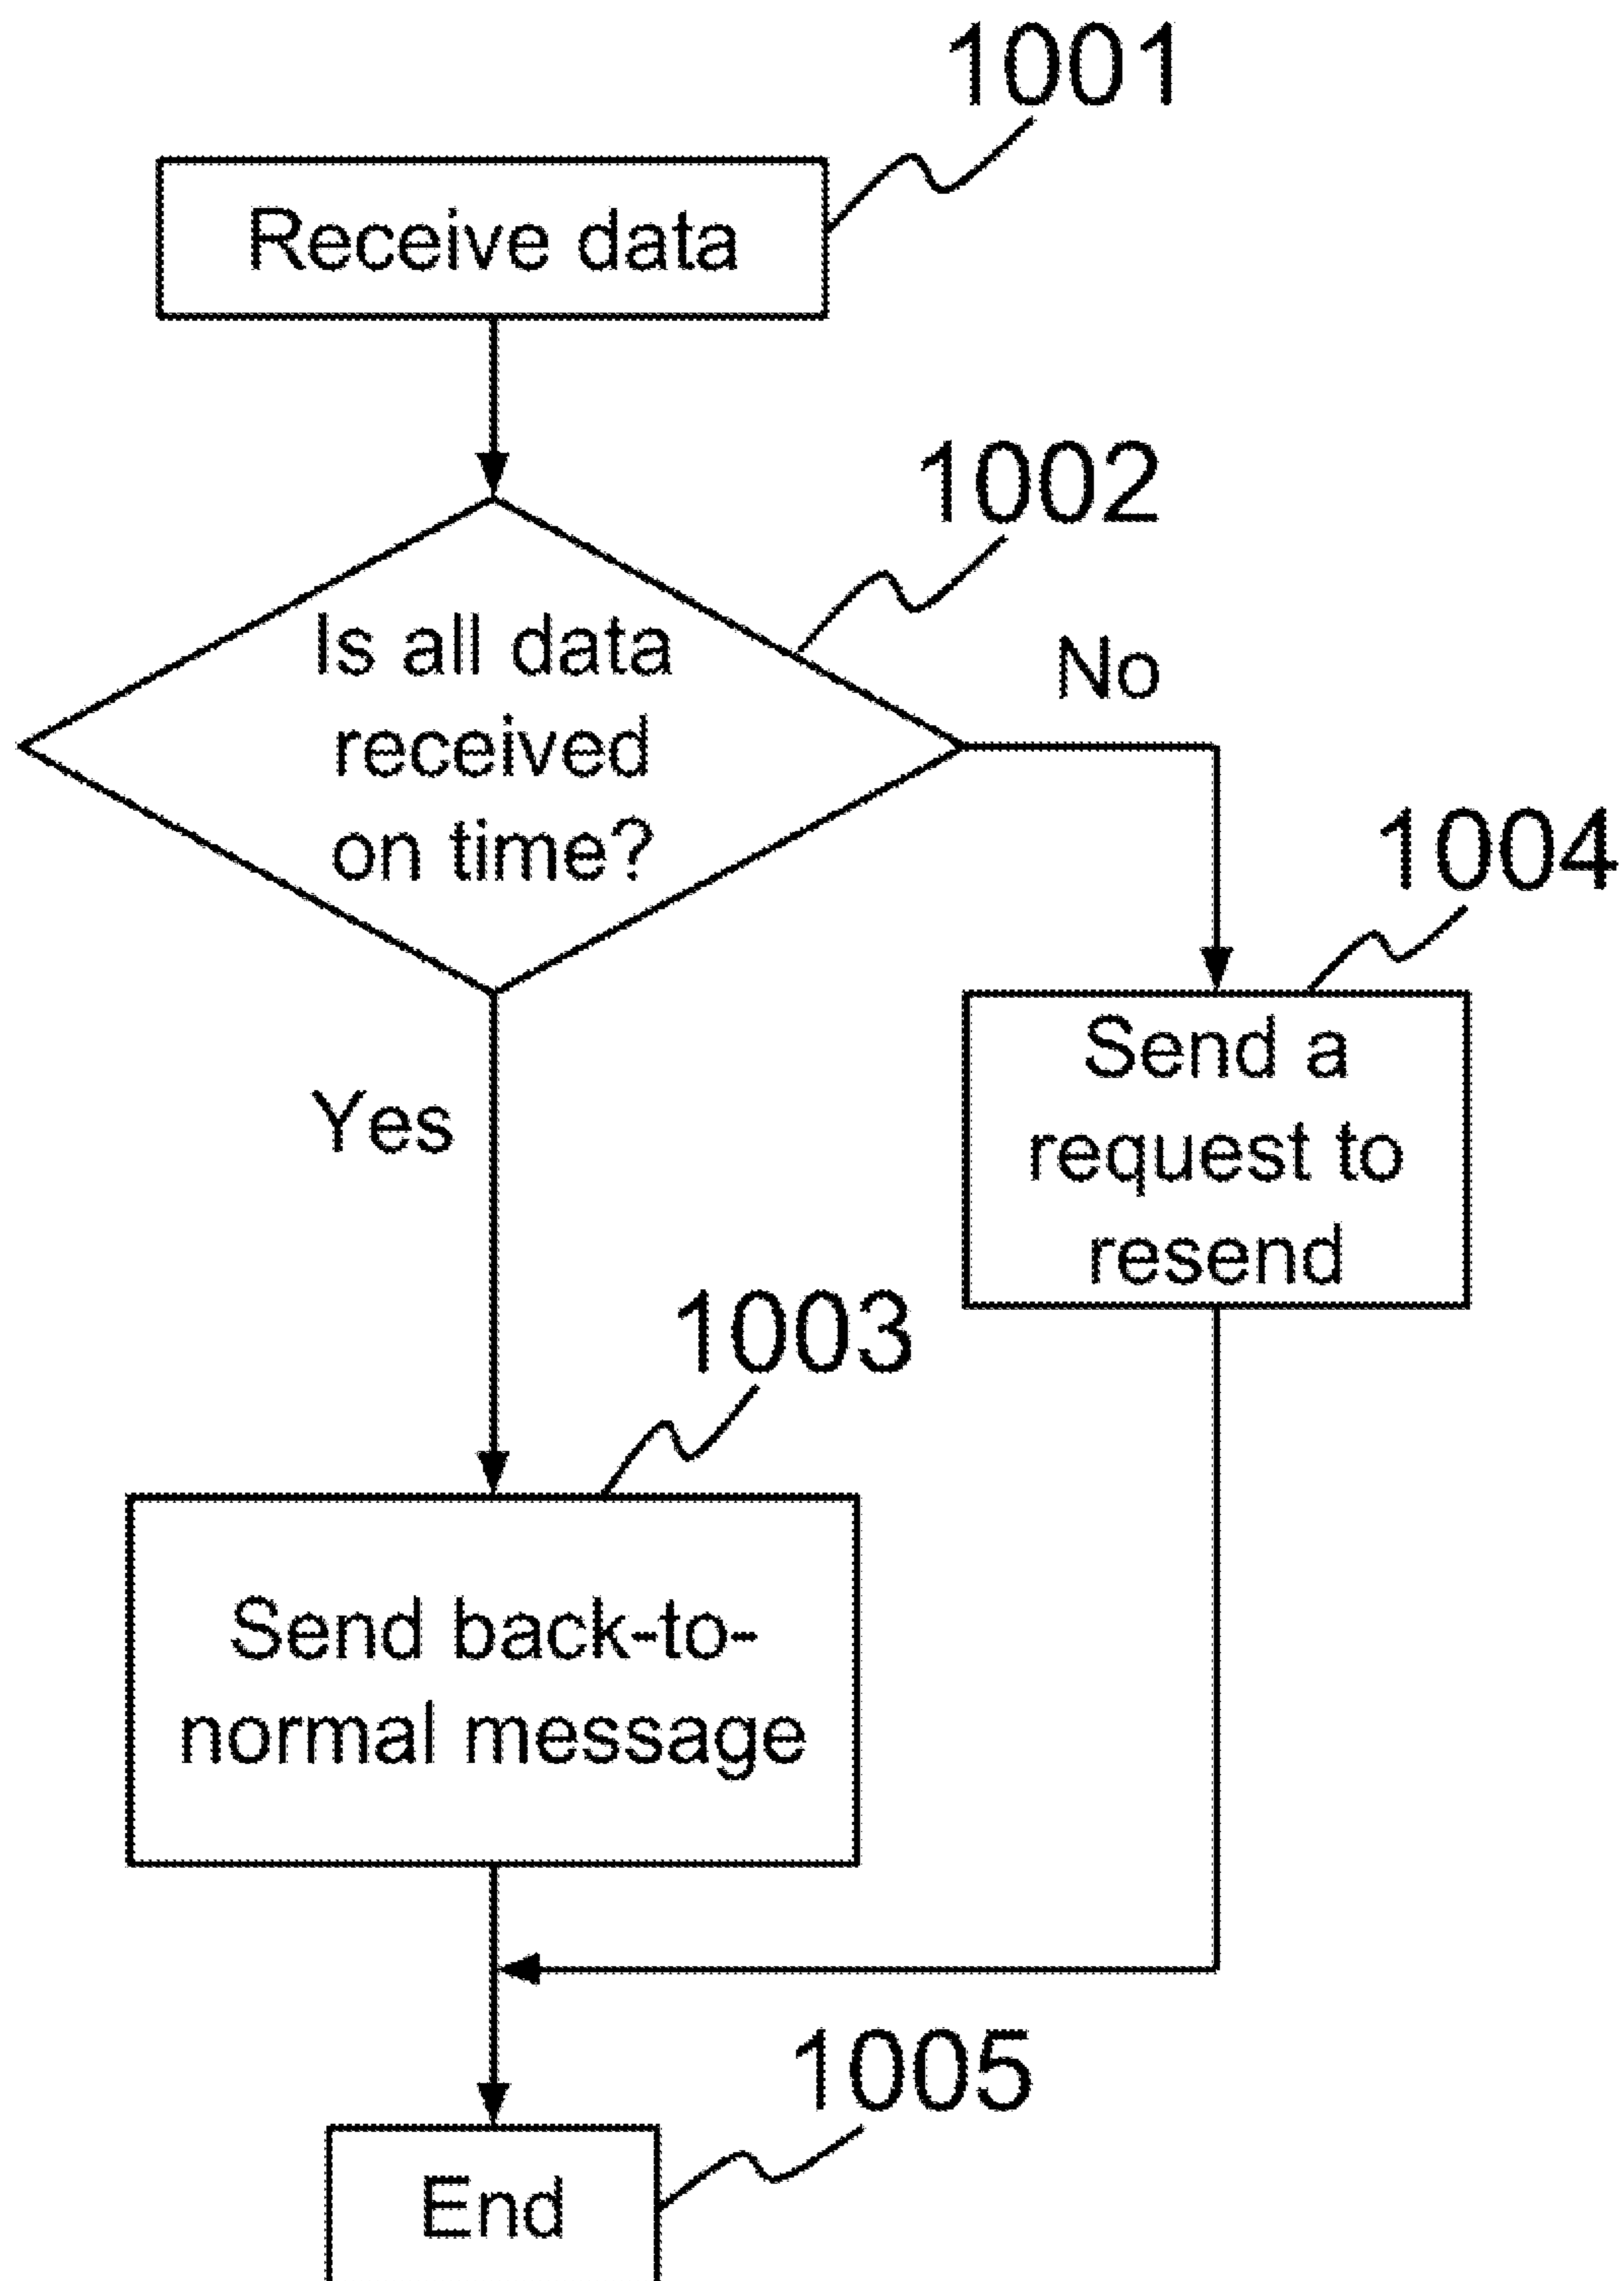 1001
Receive data
1002
Is all data
received
on time?
No
1004
Send a
request to
resend
Yes
1003
Send back-to-
normal message
1005
End